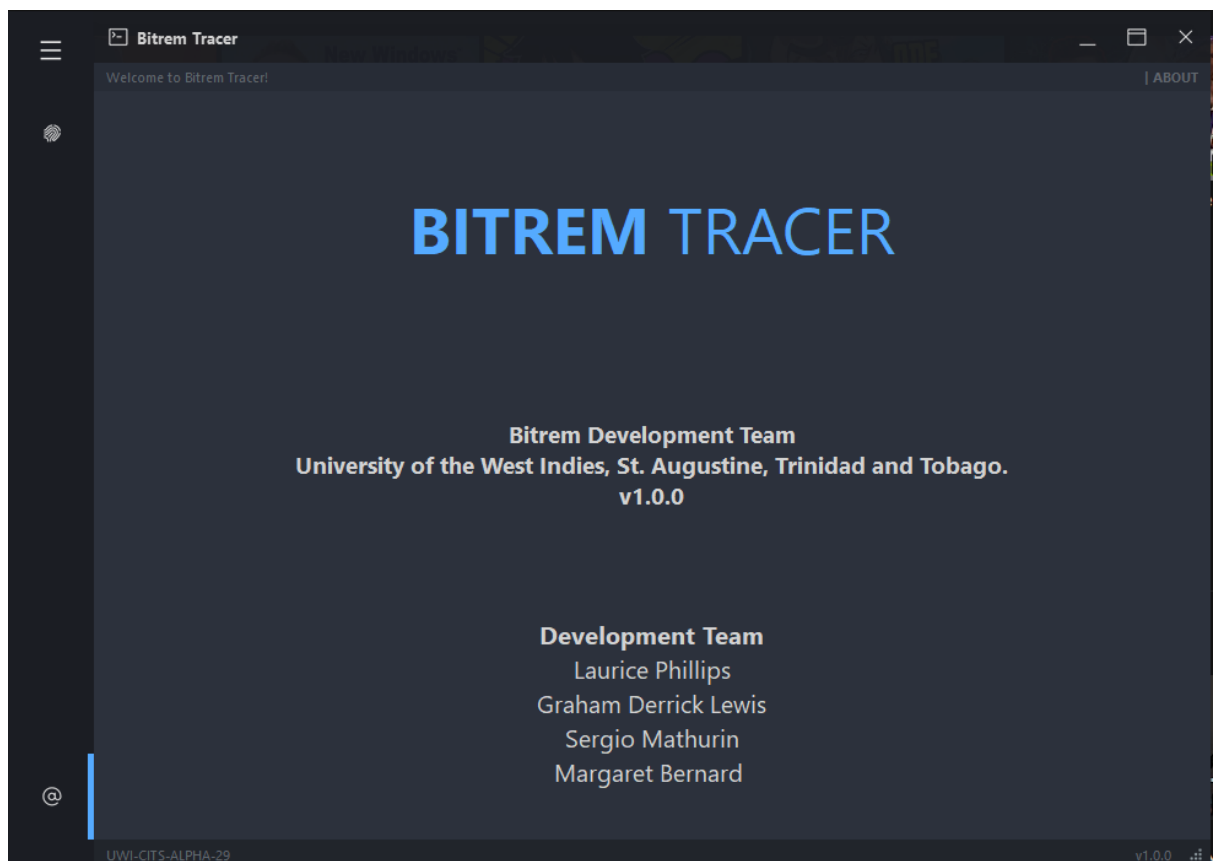 Bitrem Tracer
New Windows
Welcome to Bitrem Tracer!
| ABOUT
BITREM TRACER
Bitrem Development Team
University of the West Indies, St. Augustine, Trinidad and Tobago.
v1.0.0
Development Team
Laurice Phillips
Graham Derrick Lewis
Sergio Mathurin
Margaret Bernard
@
UWI-CITS-ALPHA-29
v1.0.0